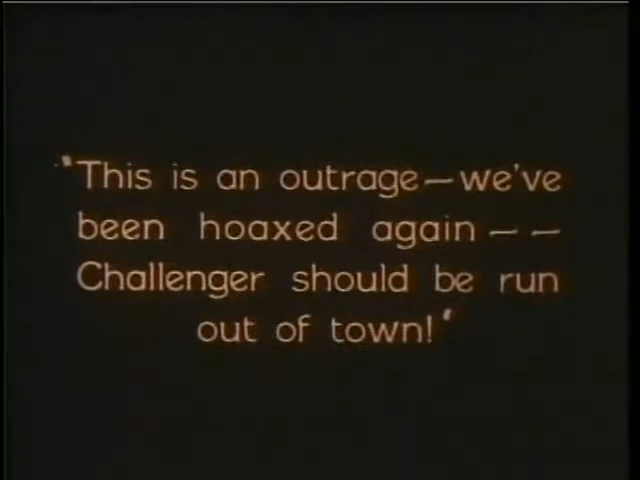 "This is an outrage—we've
been hoaxed again — —
Challenger should be run
out of town!"